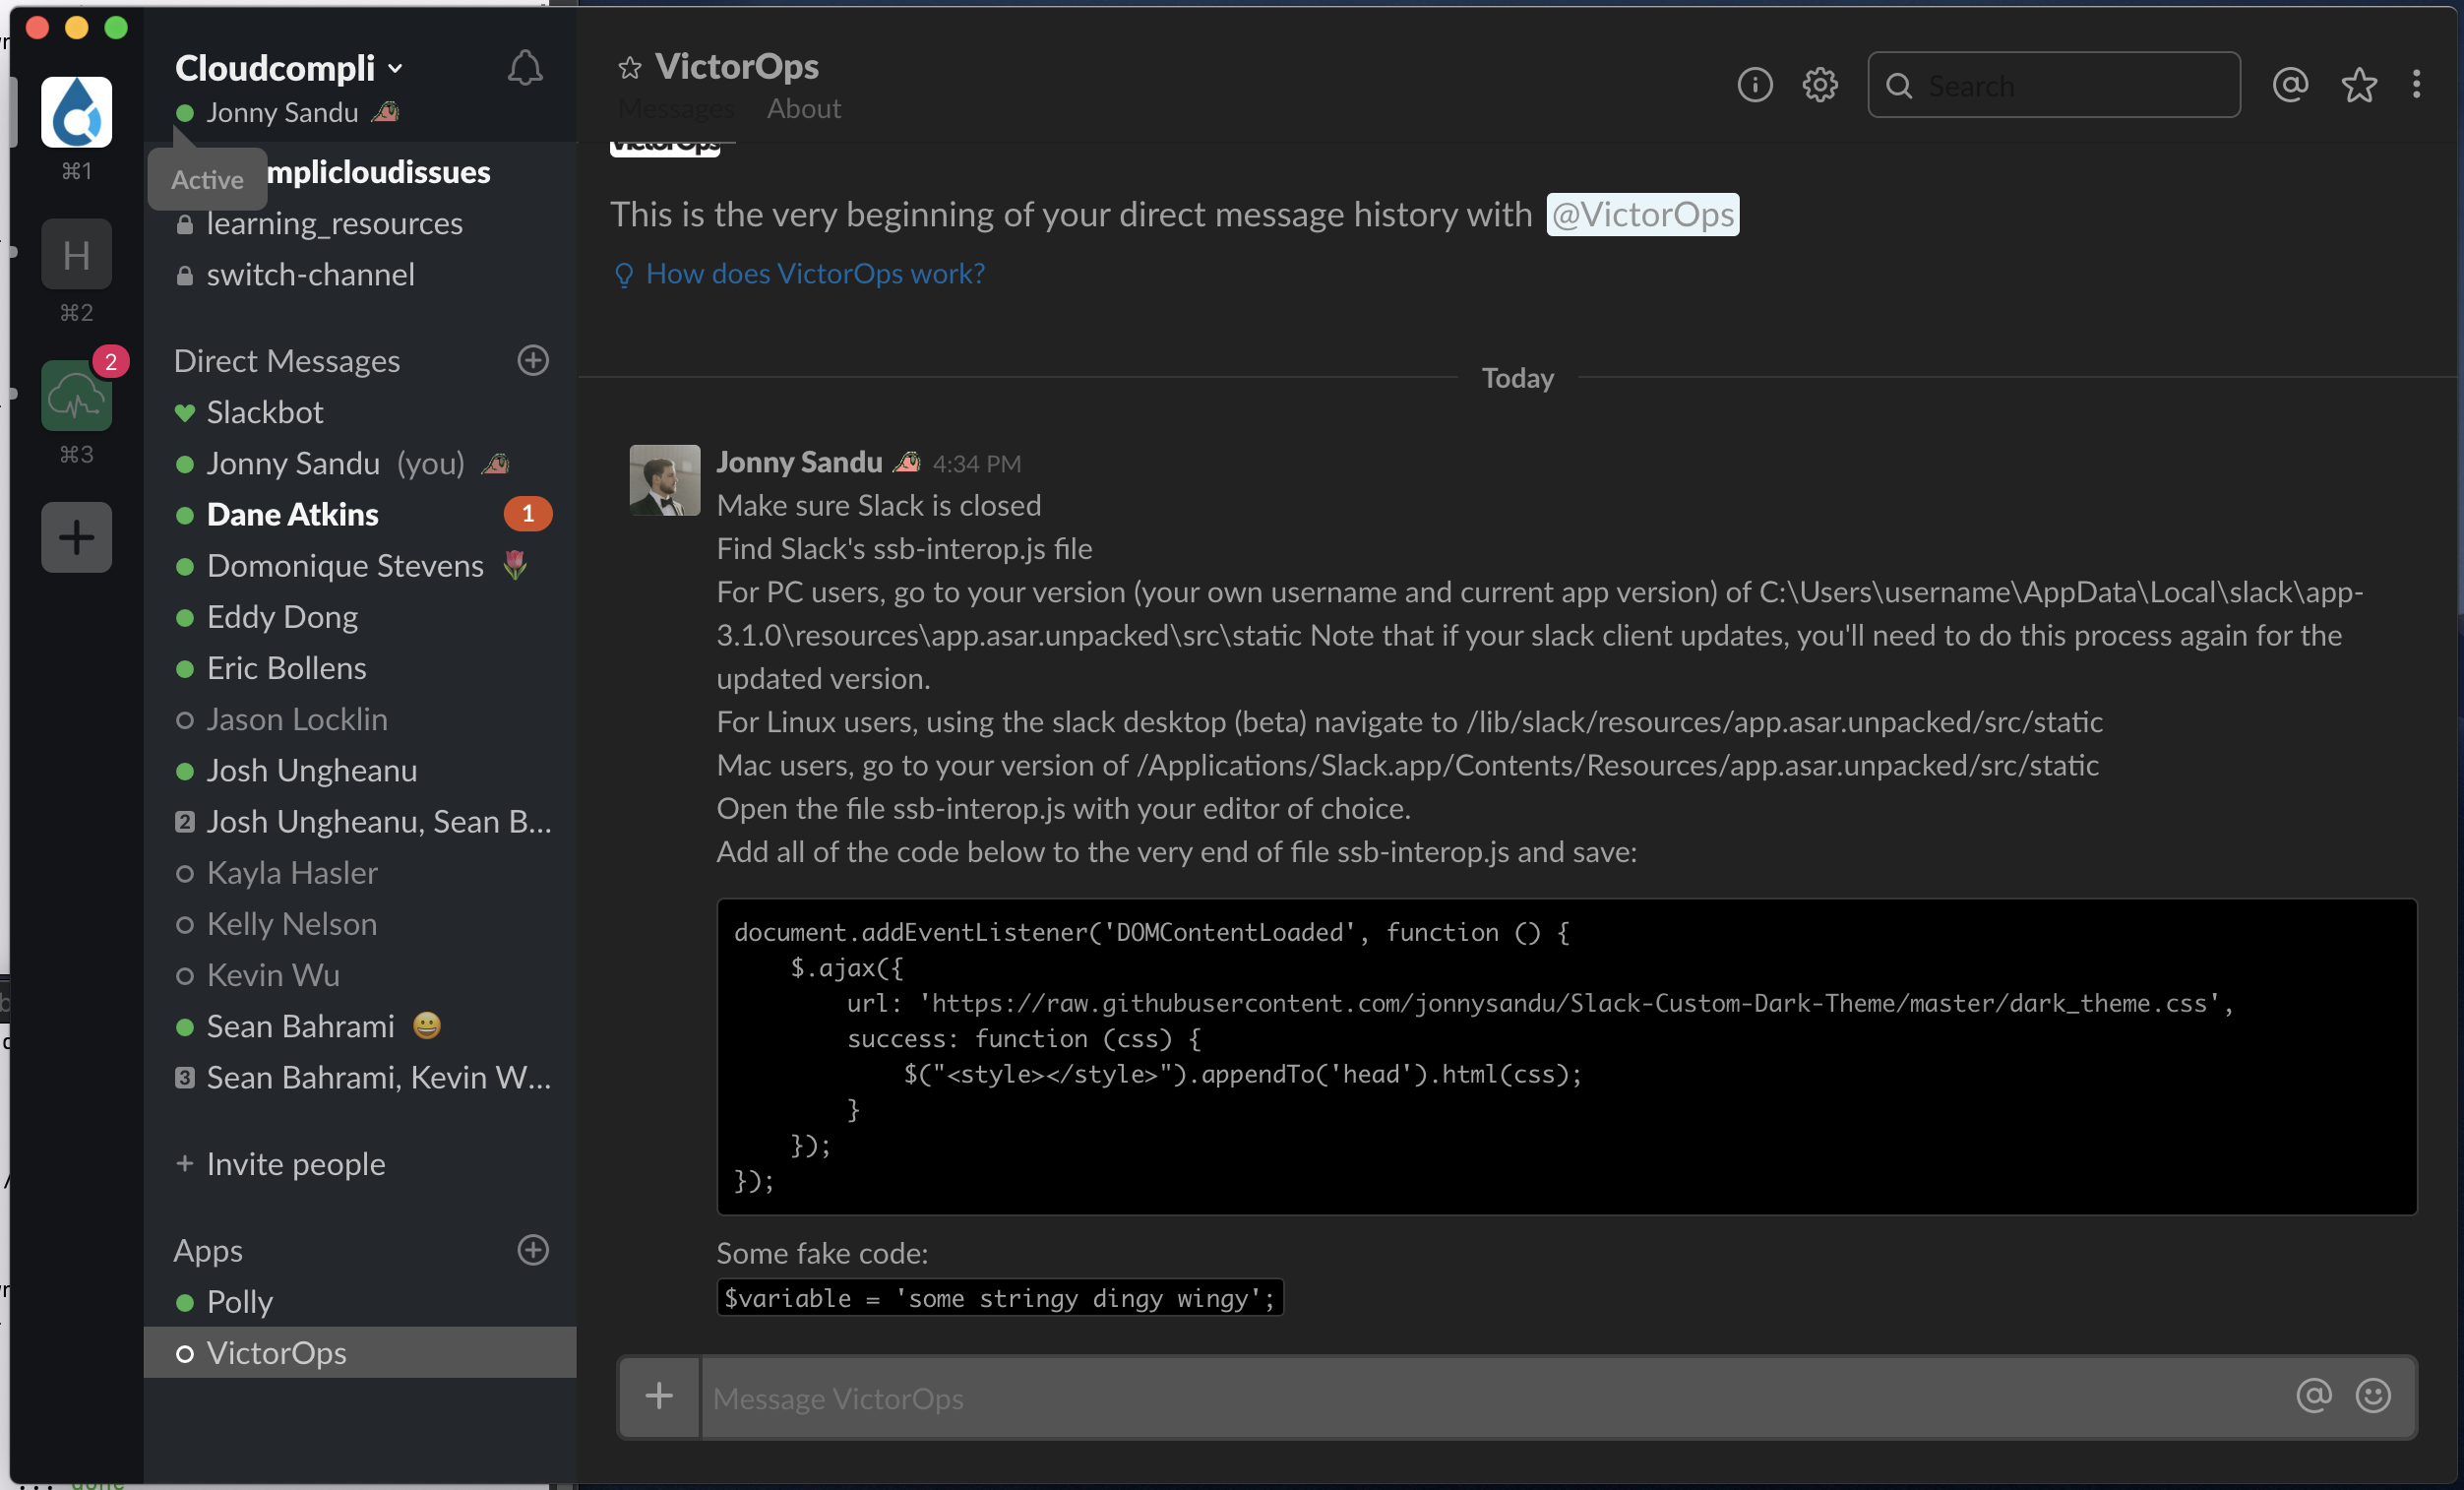 Cloudcompli
Jonny Sandu
Active
mplicloudissues
learning_resources
switch-channel
⌘1
H
⌘2
2
⌘3
Direct Messages
Slackbot
Jonny Sandu (you)
Dane Atkins 1
Domonique Stevens
Eddy Dong
Eric Bollens
Jason Locklin
Josh Ungheanu
2 Josh Ungheanu, Sean B...
Kayla Hasler
Kelly Nelson
Kevin Wu
Sean Bahrami
3 Sean Bahrami, Kevin W...
+ Invite people
Apps
Polly
VictorOps
VictorOps
Messages About
Search
VictorOps
This is the very beginning of your direct message history with @VictorOps
How does VictorOps work?
Today
Jonny Sandu 4:34 PM
Make sure Slack is closed
Find Slack's ssb-interop.js file
For PC users, go to your version (your own username and current app version) of C:\Users\username\AppData\Local\slack\app-
3.1.0\resources\app.asar.unpacked\src\static Note that if your slack client updates, you'll need to do this process again for the
updated version.
For Linux users, using the slack desktop (beta) navigate to /lib/slack/resources/app.asar.unpacked/src/static
Mac users, go to your version of /Applications/Slack.app/Contents/Resources/app.asar.unpacked/src/static
Open the file ssb-interop.js with your editor of choice.
Add all of the code below to the very end of file ssb-interop.js and save:
document.addEventListener('DOMContentLoaded', function () {
$.ajax({
url: 'https://raw.githubusercontent.com/jonnysandu/Slack-Custom-Dark-Theme/master/dark_theme.css',
success: function (css) {
$("<style></style>").appendTo('head').html(css);
}
});
});
Some fake code:
$variable = 'some stringy dingy wingy';
Message VictorOps